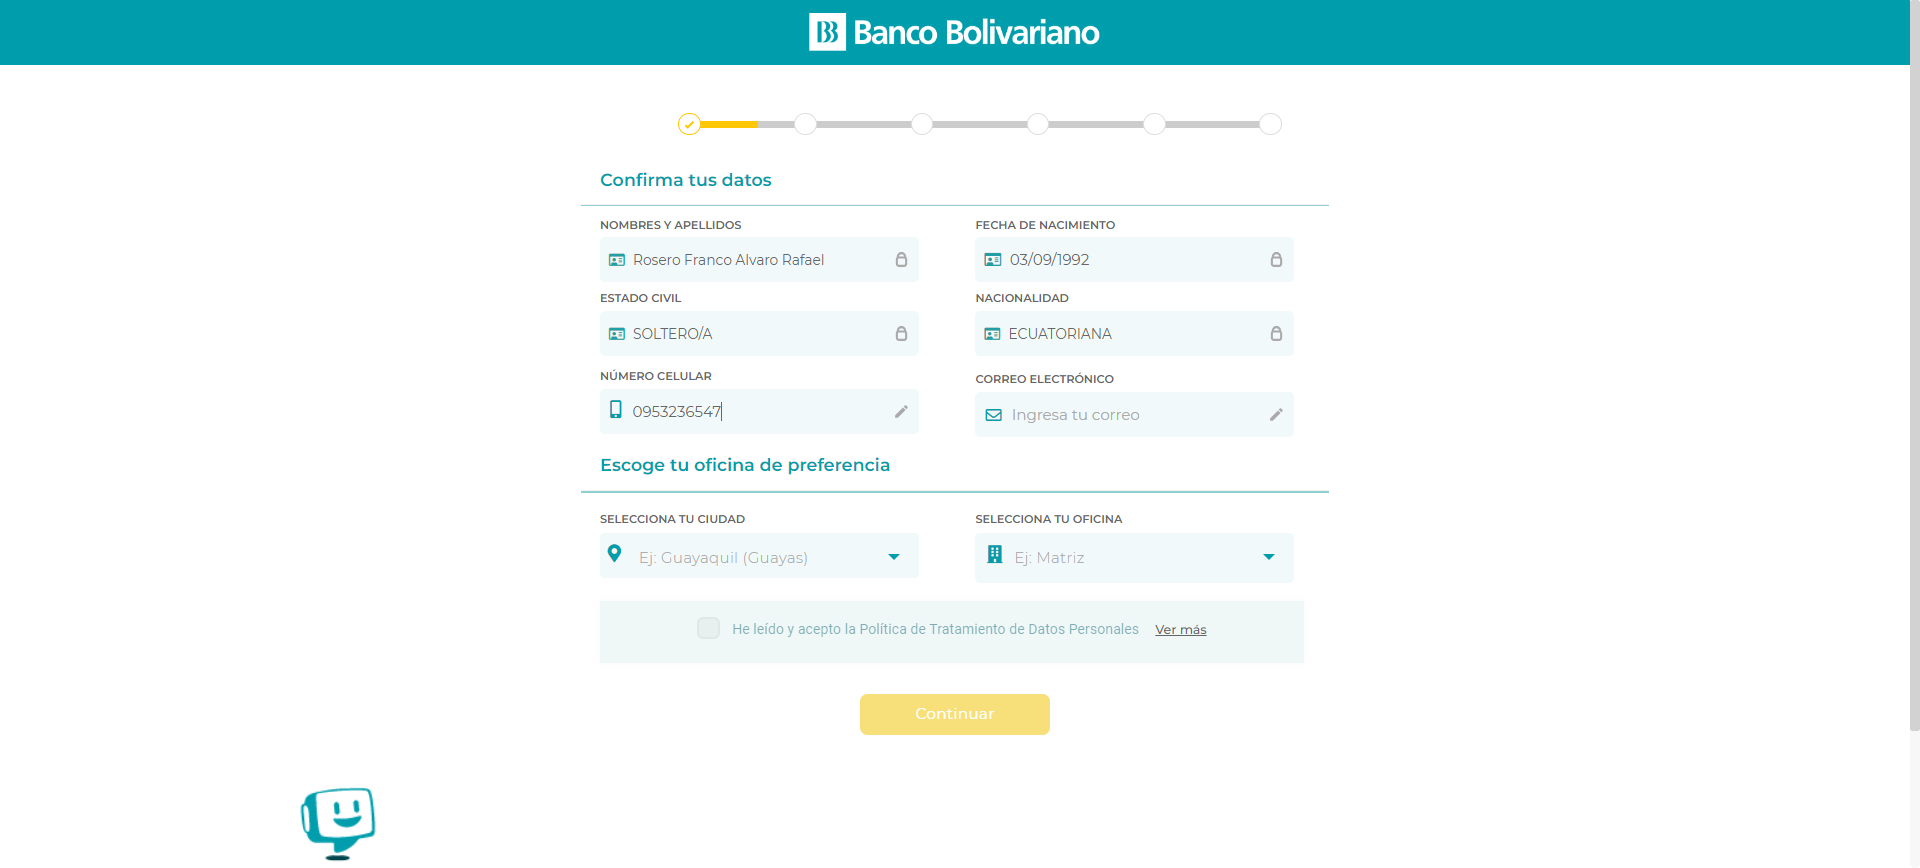 Banco Bolivariano
Confirma tus datos
NOMBRES Y APELLIDOS
Rosero Franco Alvaro Rafael
FECHA DE NACIMIENTO
03/09/1992
ESTADO CIVIL
SOLTERO/A
NACIONALIDAD
ECUATORIANA
NÚMERO CELULAR
0953236547
CORREO ELECTRÓNICO
Ingresa tu correo
Escoge tu oficina de preferencia
SELECCIONA TU CIUDAD
Ej: Guayaquil (Guayas)
SELECCIONA TU OFICINA
Ej: Matriz
He leído y acepto la Política de Tratamiento de Datos Personales Ver más
Continuar